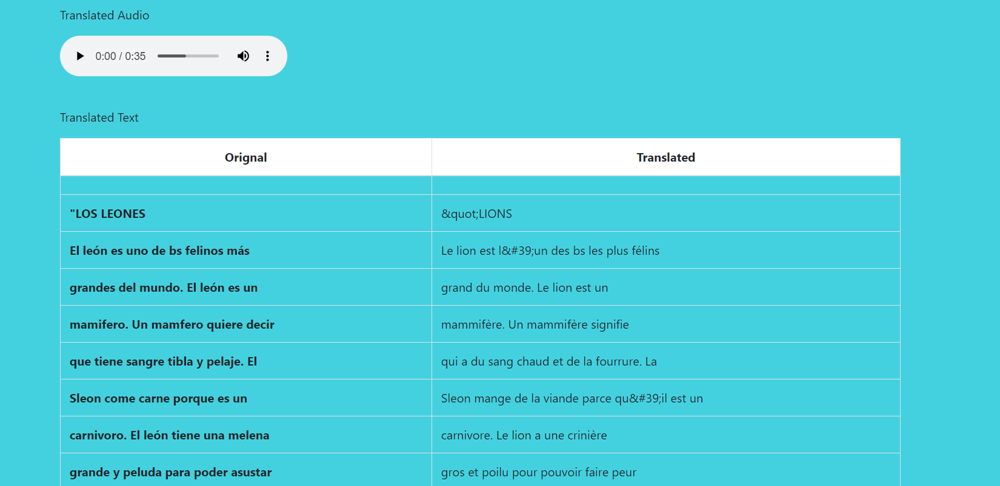 Translated Audio
0:00 / 0:35
Translated Text
Orignal Translated
"LOS LEONES &quot;LIONS
El león es uno de bs felinos más Le lion est l&#39;un des bs les plus félins
grandes del mundo. El león es un grand du monde. Le lion est un
mamifero. Un mamfero quiere decir mammifère. Un mammifère signifie
que tiene sangre tibla y pelaje. El qui a du sang chaud et de la fourrure. La
Sleon come carne porque es un Sleon mange de la viande parce qu&#39;il est un
carnivoro. El león tiene una melena carnivore. Le lion a une crinière
grande y peluda para poder asustar gros et poilu pour pouvoir faire peur